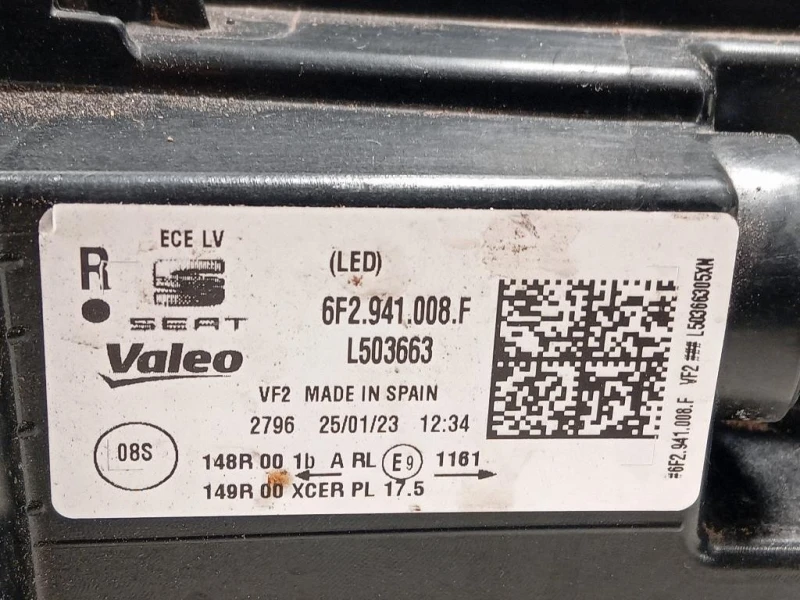 ECE LV
R
(LED)
SEAT
6F2.941.008.F
Valeo
L503663
VF2 MADE IN SPAIN
2796 25/01/23 12:34
08S
148R 00 1b A RL E9 1161
149R 00 XCER PL 17.5
#6F2.941.008.F VF2 ### L50366305XN